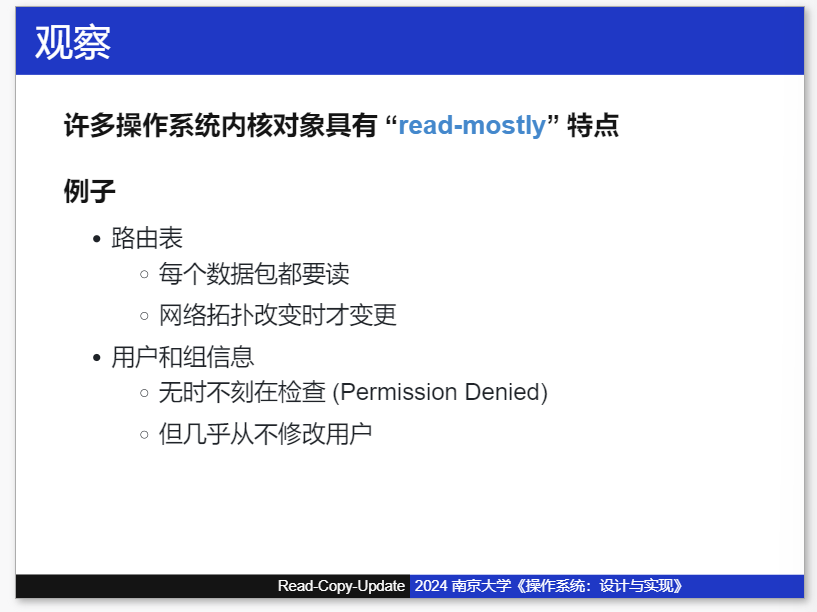 观察
许多操作系统内核对象具有 “read-mostly” 特点
例子
路由表
每个数据包都要读
网络拓扑改变时才变更
用户和组信息
无时不刻在检查 (Permission Denied)
但几乎从不修改用户
Read-Copy-Update 2024 南京大学《操作系统：设计与实现》